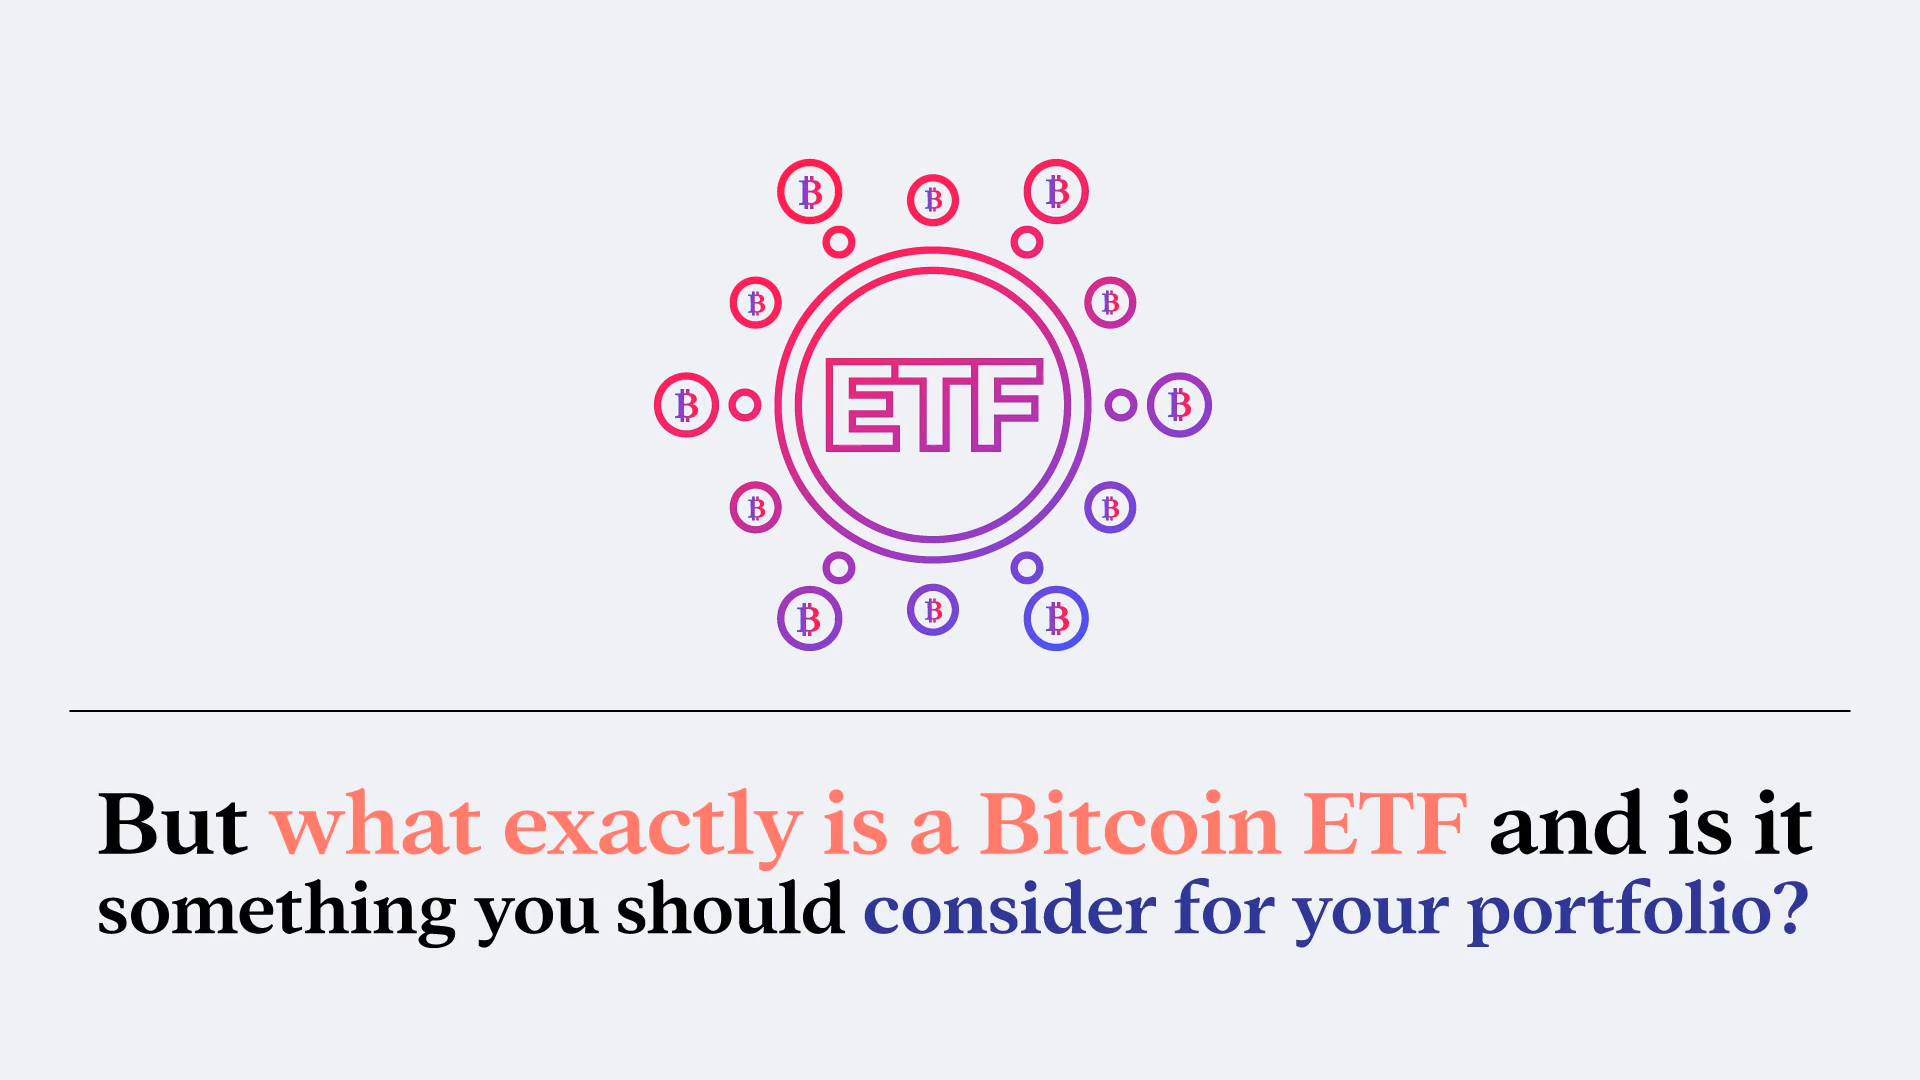 ETF
But what exactly is a Bitcoin ETF and is it
something you should consider for your portfolio?